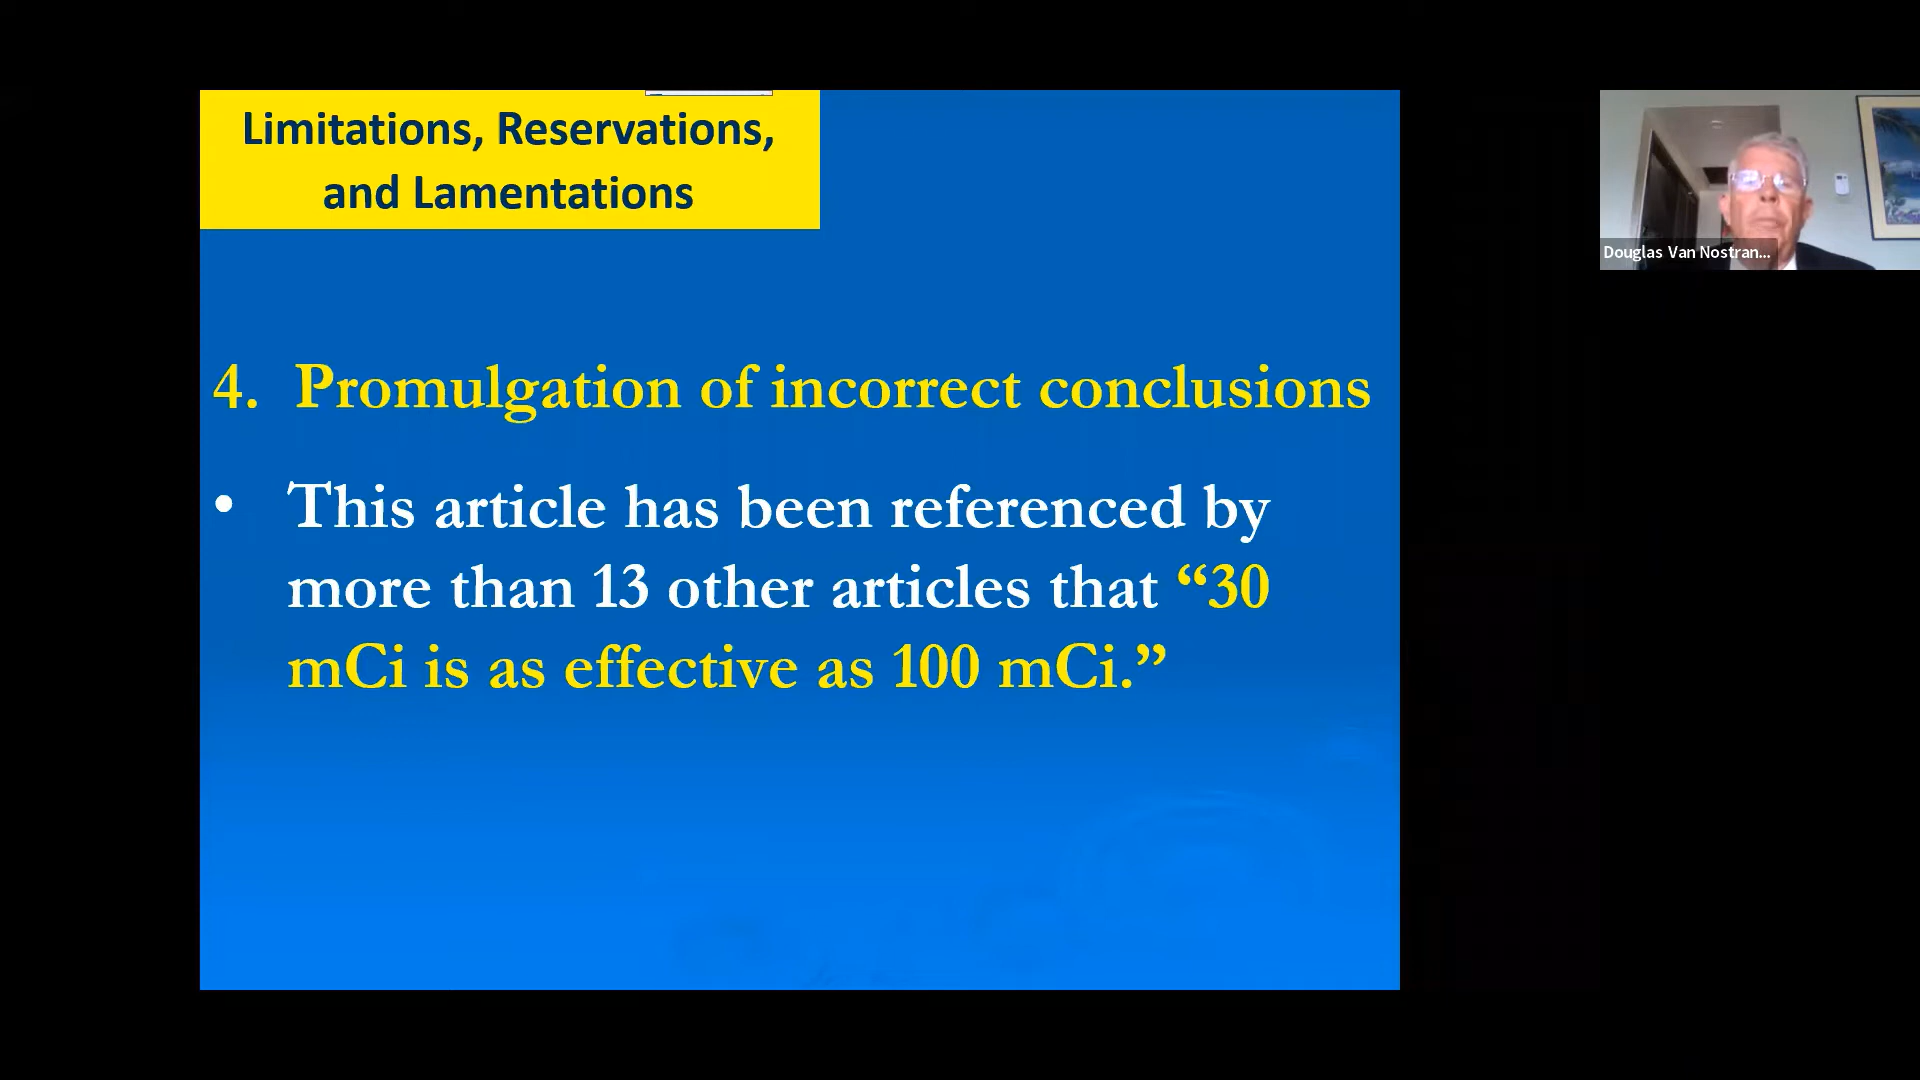 Limitations, Reservations,
and Lamentations
4. Promulgation of incorrect conclusions
• This article has been referenced by
more than 13 other articles that “30
mCi is as effective as 100 mCi.”
Douglas Van Nostran...